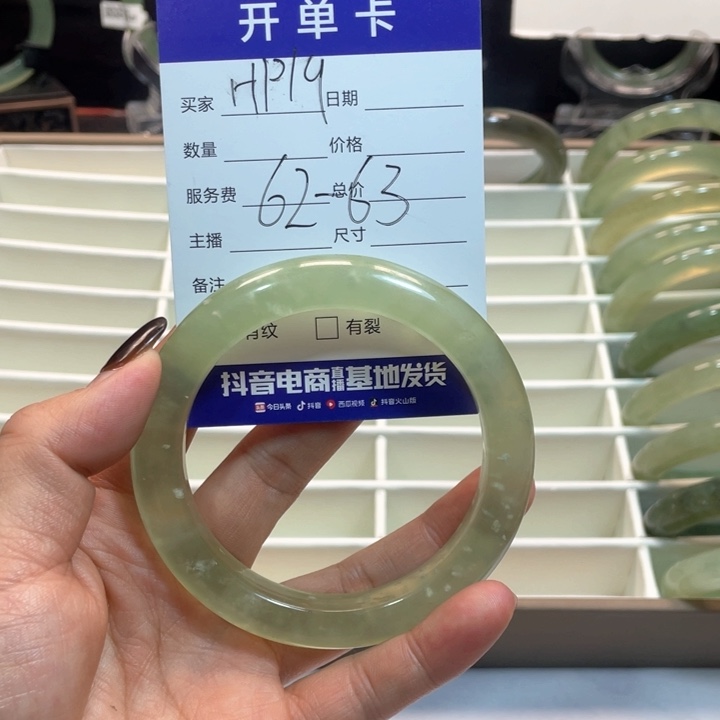 开单卡
买家 HP19 日期
数量 价格
服务费 62-63 总价
主播 尺寸
备注
有纹 有裂
抖音电商直播基地发货
今日头条 抖音 西瓜视频 抖音火山版